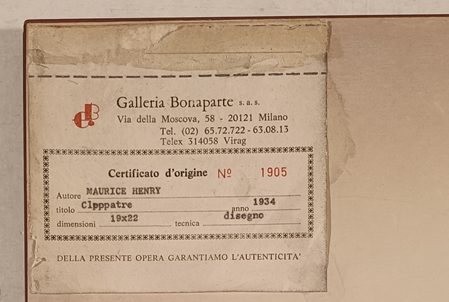 Galleria Bonaparte s.a.s.
Via della Moscova, 58 - 20121 Milano
Tel. (02) 65.72.722 - 63.08.13
Telex 314058 Virag
Certificato d'origine Nº 1905
Autore MAURICE HENRY
titolo Clppatre anno 1934
dimensioni 19x22 tecnica disegno
DELLA PRESENTE OPERA GARANTIAMO L'AUTENTICITA'